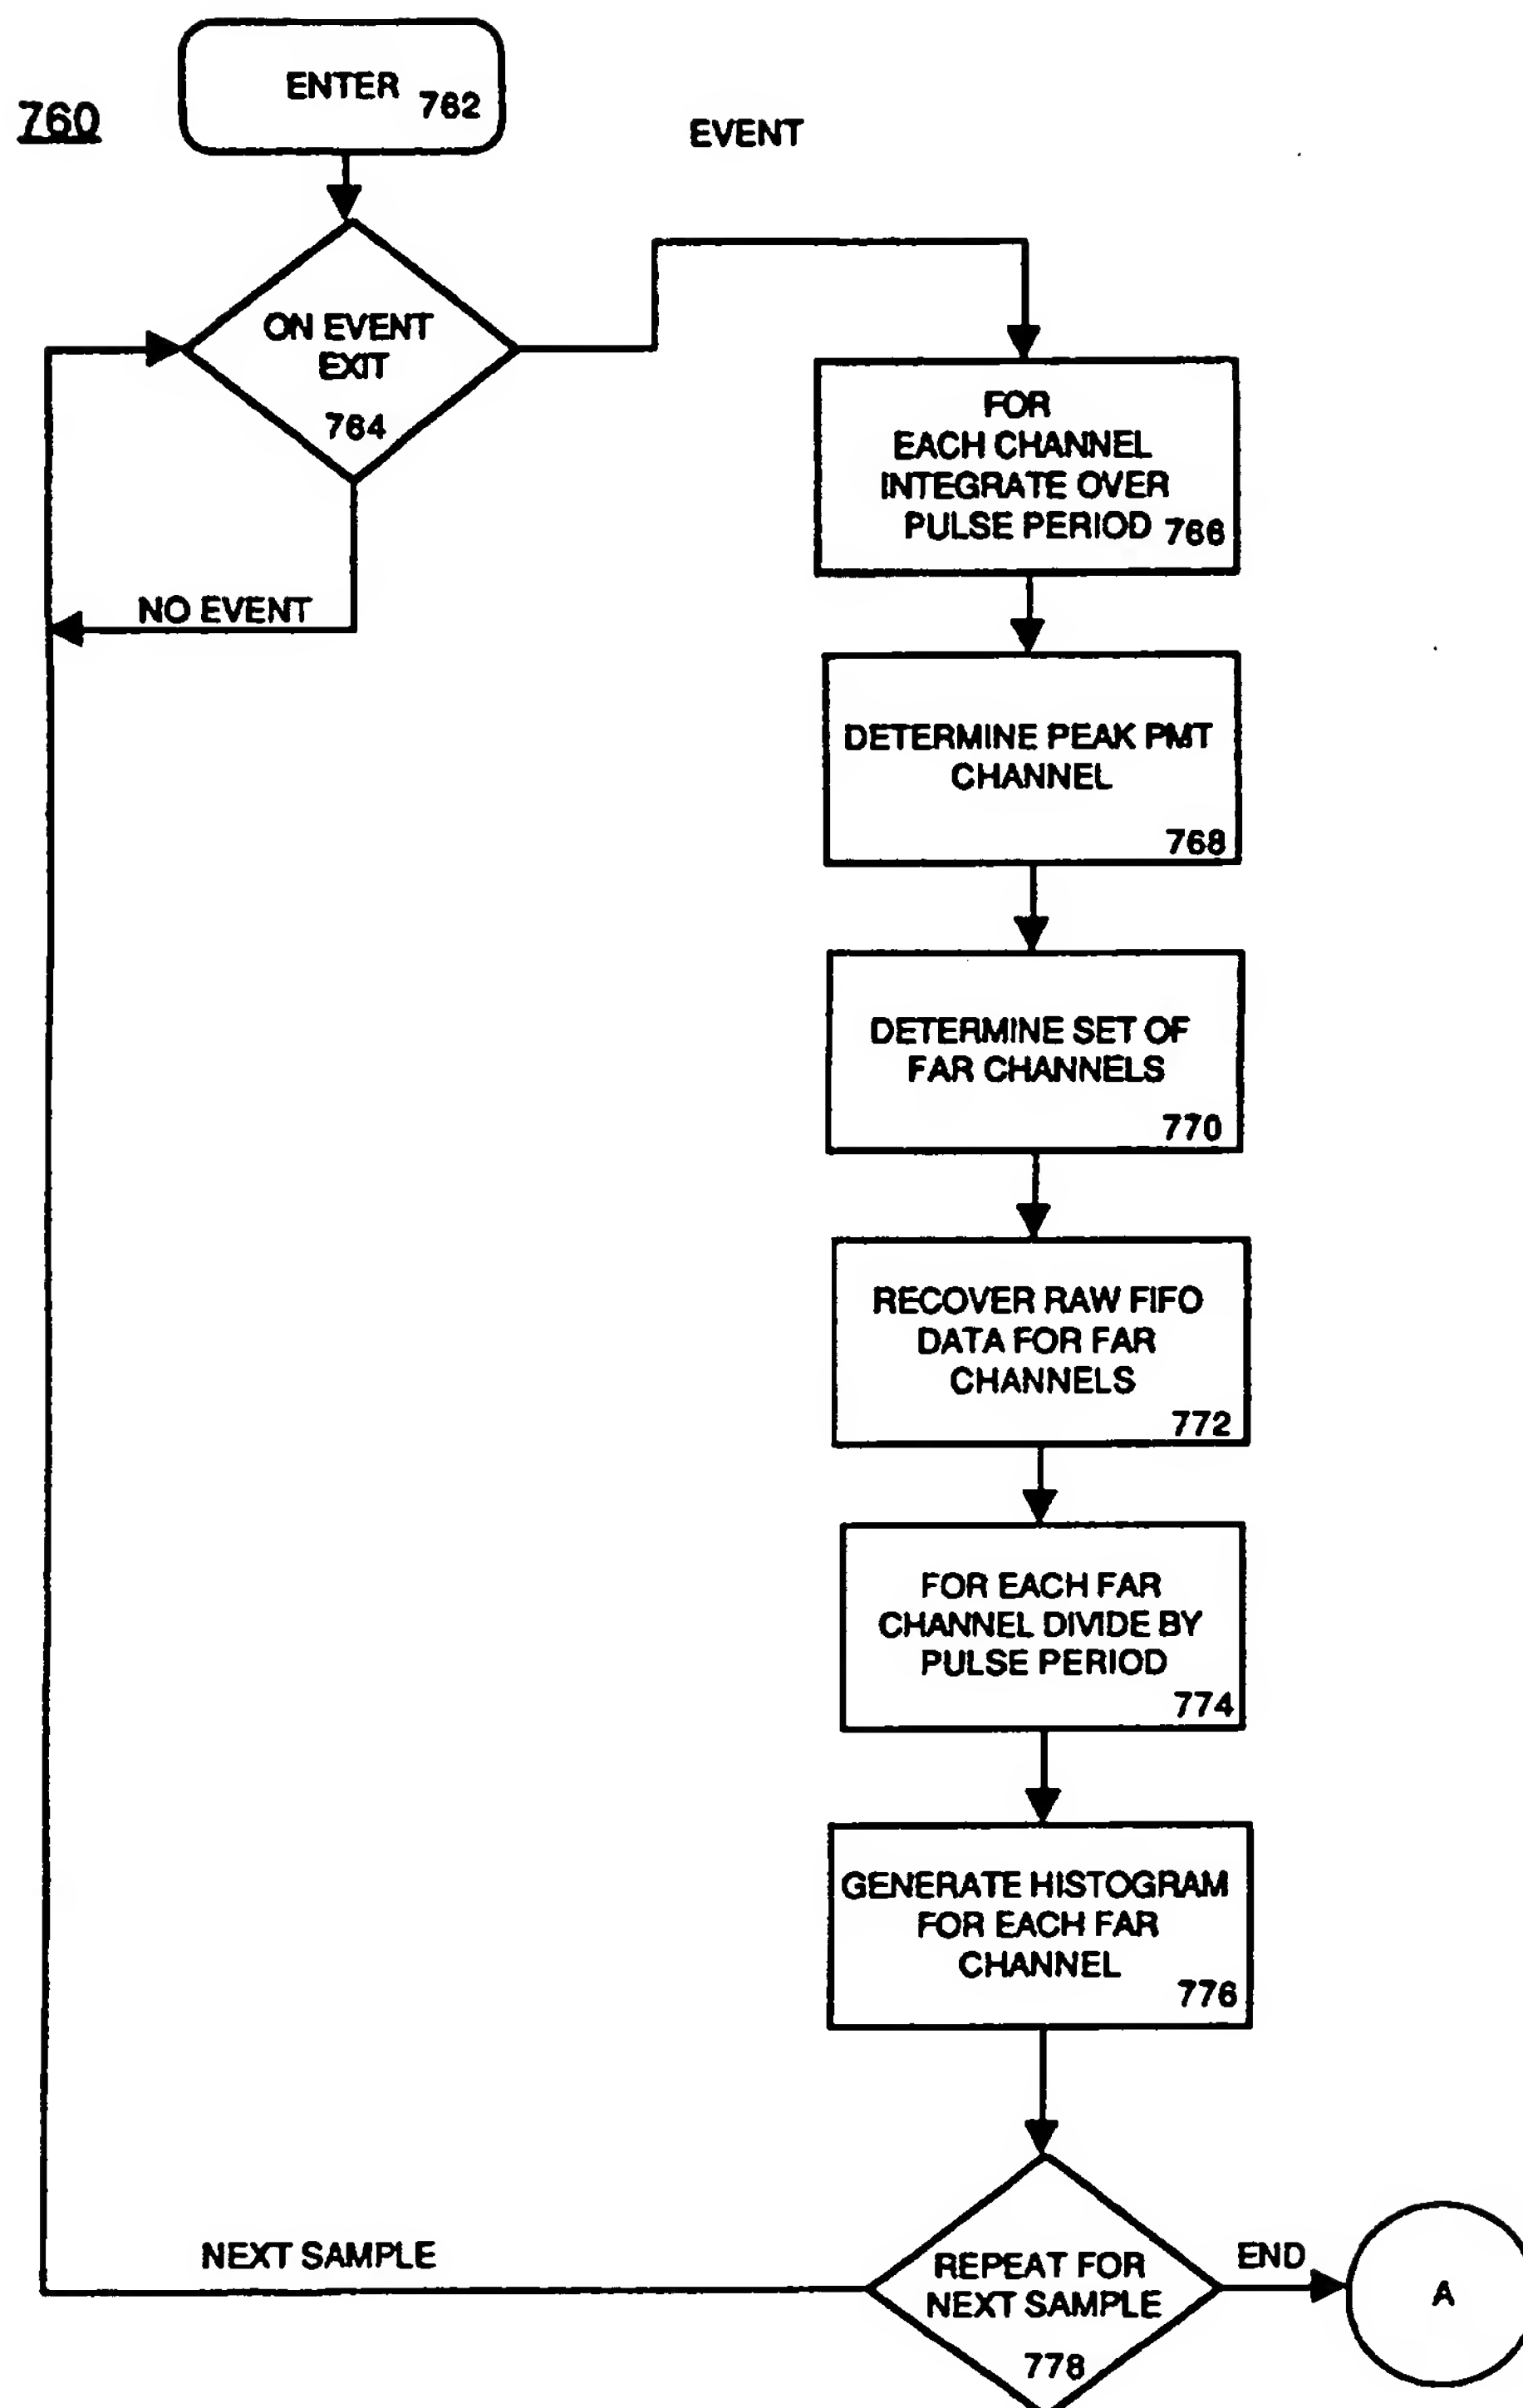 760
ENTER 762
EVENT
ON EVENT
EXIT
764
NO EVENT
FOR
EACH CHANNEL
INTEGRATE OVER
PULSE PERIOD 766
DETERMINE PEAK PMT
CHANNEL
768
DETERMINE SET OF
FAR CHANNELS
770
RECOVER RAW FIFO
DATA FOR FAR
CHANNELS
772
FOR EACH FAR
CHANNEL DIVIDE BY
PULSE PERIOD
774
GENERATE HISTOGRAM
FOR EACH FAR
CHANNEL
776
NEXT SAMPLE
REPEAT FOR
NEXT SAMPLE
778
END
A